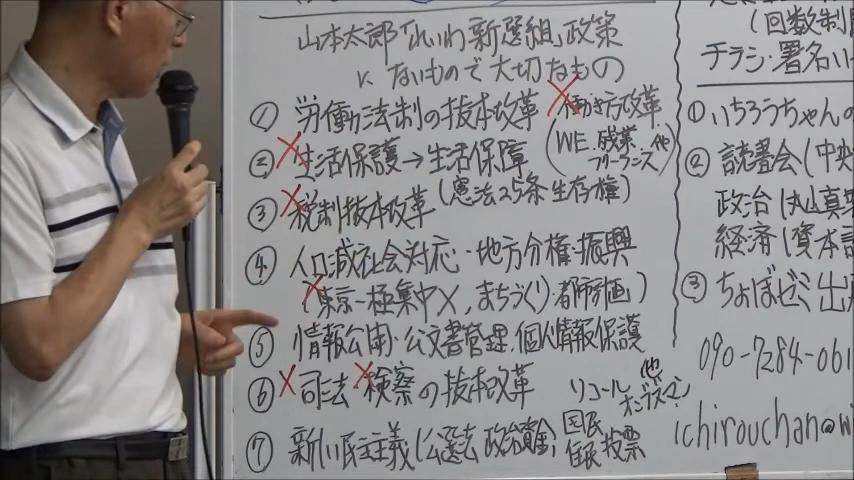 山本太郎「れいわ新選組」政策
v. ないもので大切なもの
① 労働法制の抜本改革 働き方改革
(WE. 残業 フリーランス. 他)
② 生活保護→生活保障
(憲法25条生存権)
③ 税制抜本改革
④ 人口減社会対応・地方分権・振興
(東京一極集中X, まちづくり・都市計画)
⑤ 情報公開・公文書管理, 個人情報保護
⑥ 司法 検察の抜本改革
リコール オンブズマン 他
⑦ 新しい民主主義(公選法 政治資金,
国民
住民 投票
(回数制
チラシ・署名い
① いちろうちゃんの
② 読書会(中央
政治(丸山真
経済(資本
③ ちょぼゼミ 出
090-7284-061
ichirouchan@wi